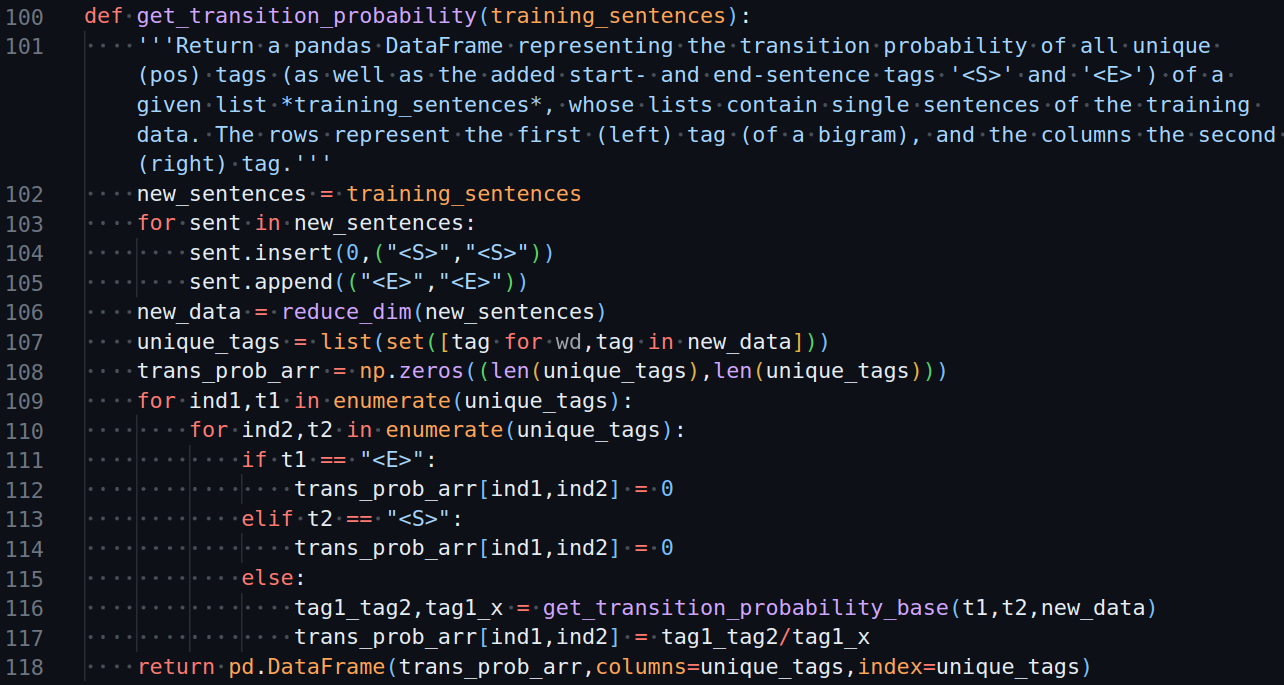 100 def get_transition_probability(training_sentences):
101     '''Return a pandas DataFrame representing the transition probability of all unique
        (pos) tags (as well as the added start- and end-sentence tags '<S>' and '<E>') of a
        given list *training_sentences*, whose lists contain single sentences of the training
        data. The rows represent the first (left) tag (of a bigram), and the columns the second
        (right) tag.'''
102     new_sentences = training_sentences
103     for sent in new_sentences:
104         sent.insert(0,("<S>","<S>"))
105         sent.append(("<E>","<E>"))
106     new_data = reduce_dim(new_sentences)
107     unique_tags = list(set([tag for wd,tag in new_data]))
108     trans_prob_arr = np.zeros((len(unique_tags),len(unique_tags)))
109     for ind1,t1 in enumerate(unique_tags):
110         for ind2,t2 in enumerate(unique_tags):
111             if t1 == "<E>":
112                 trans_prob_arr[ind1,ind2] = 0
113             elif t2 == "<S>":
114                 trans_prob_arr[ind1,ind2] = 0
115             else:
116                 tag1_tag2,tag1_x = get_transition_probability_base(t1,t2,new_data)
117                 trans_prob_arr[ind1,ind2] = tag1_tag2/tag1_x
118     return pd.DataFrame(trans_prob_arr,columns=unique_tags,index=unique_tags)